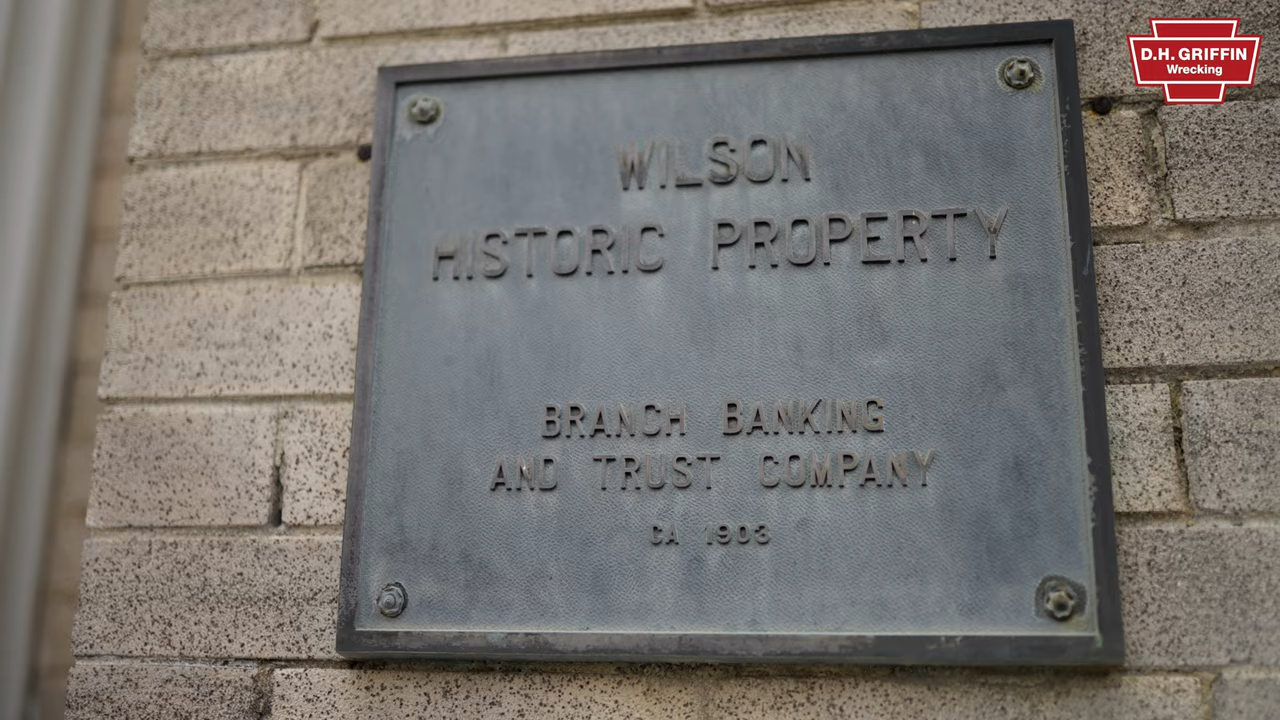 D.H. GRIFFIN
Wrecking
WILSON
HISTORIC PROPERTY
BRANCH BANKING
AND TRUST COMPANY
CA 1903